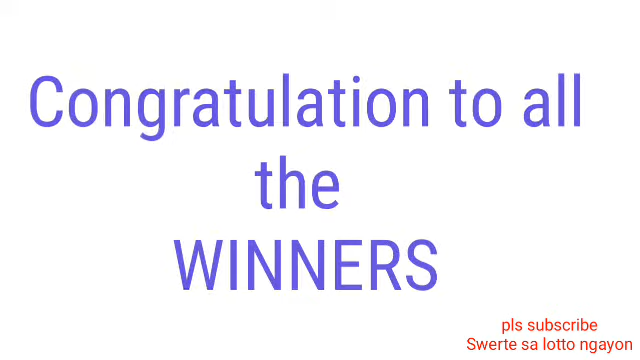 Congratulation to all
the
WINNERS
pls subscribe
Swerte sa lotto ngayon